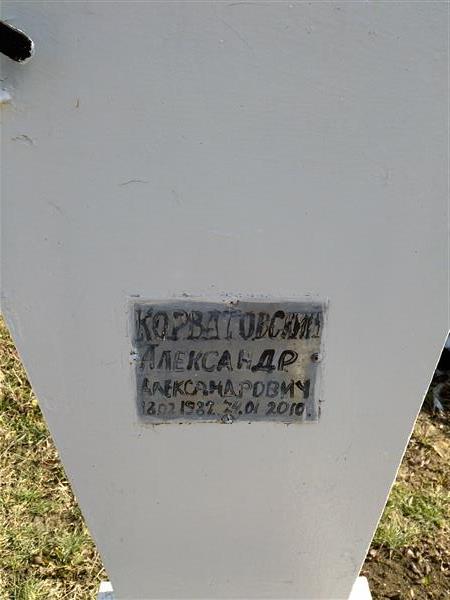 КОРВАТОВСКИЙ
АЛЕКСАНДР
АЛЕКСАНДРОВИЧ
18.02 1982 24.01 2010.